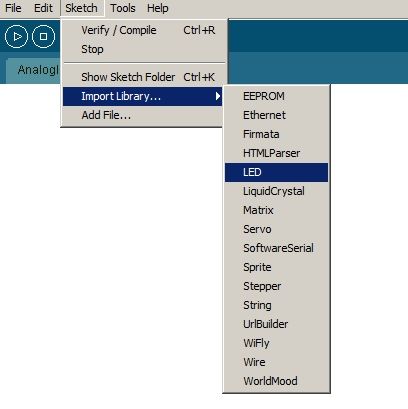 File Edit Sketch Tools Help
Verify / Compile Ctrl+R
Stop
Analog
Show Sketch Folder Ctrl+K
Import Library...
Add File...
EEPROM
Ethernet
Firmata
HTMLParser
LED
LiquidCrystal
Matrix
Servo
SoftwareSerial
Sprite
Stepper
String
UrlBuilder
WiFly
Wire
WorldMood